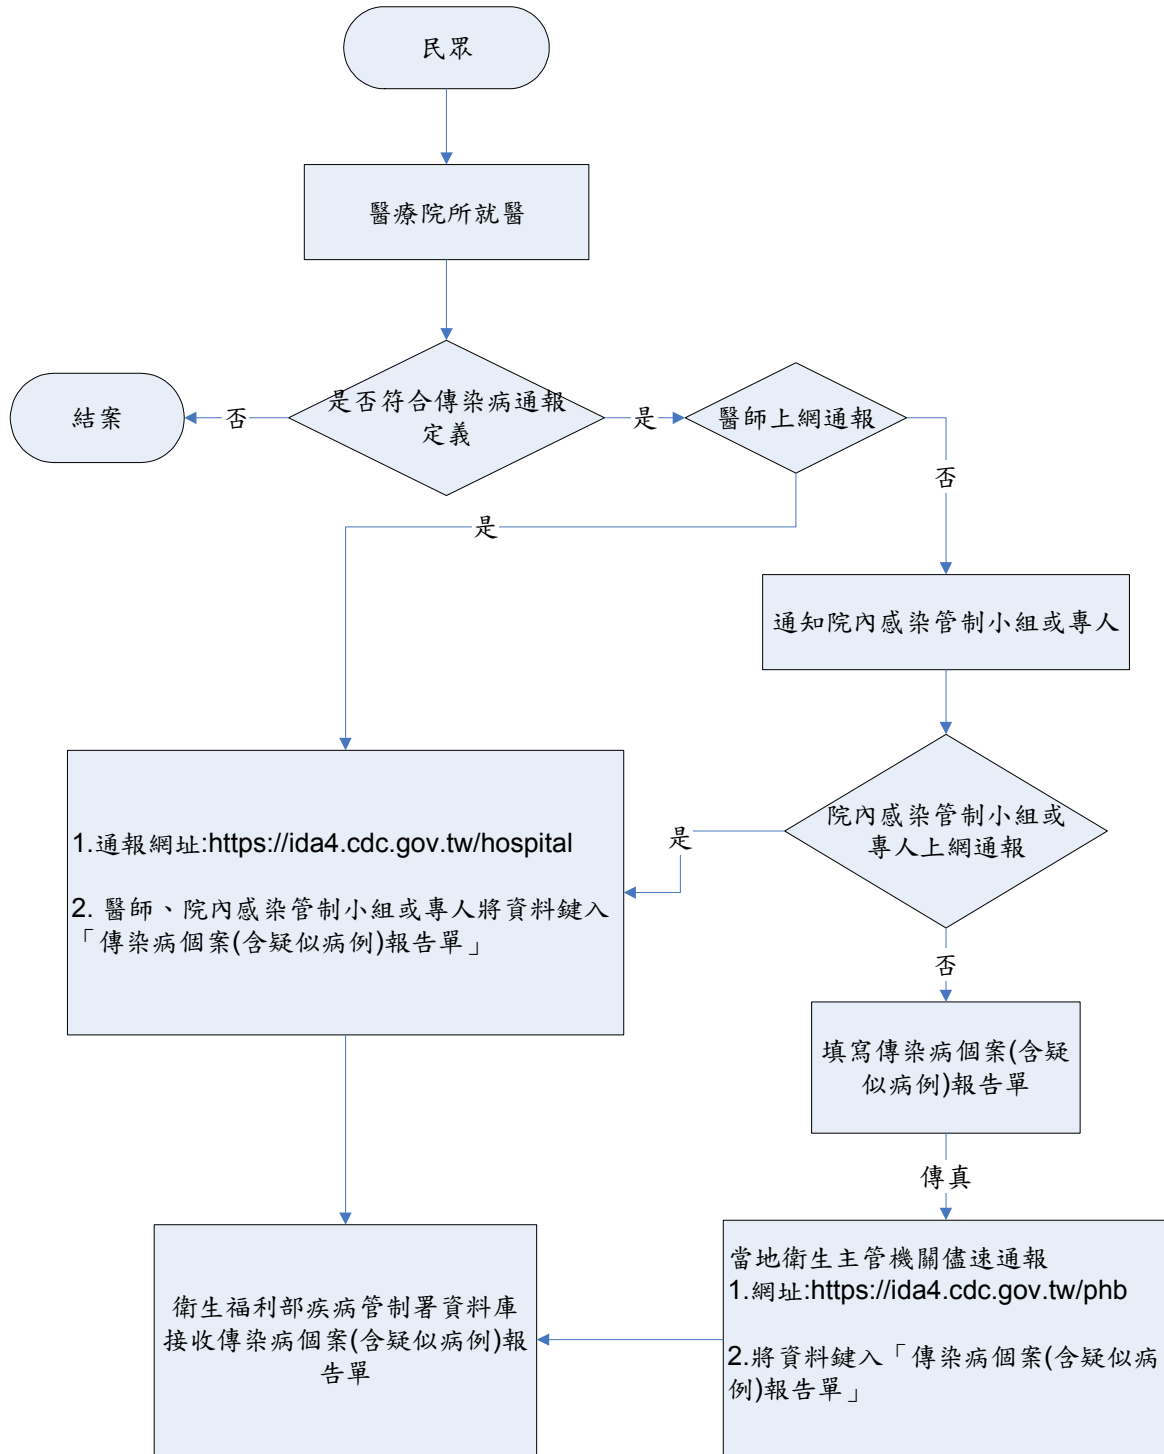 民眾
醫療院所就醫
是否符合傳染病通報
定義
否
結案
是
醫師上網通報
否
是
通知院內感染管制小組或專人
院內感染管制小組或
專人上網通報
是
1.通報網址:https://ida4.cdc.gov.tw/hospital
2. 醫師、院內感染管制小組或專人將資料鍵入
「傳染病個案(含疑似病例)報告單」
否
填寫傳染病個案(含疑
似病例)報告單
傳真
當地衛生主管機關儘速通報
1.網址:https://ida4.cdc.gov.tw/phb
2.將資料鍵入「傳染病個案(含疑似病
例)報告單」
衛生福利部疾病管制署資料庫
接收傳染病個案(含疑似病例)報
告單